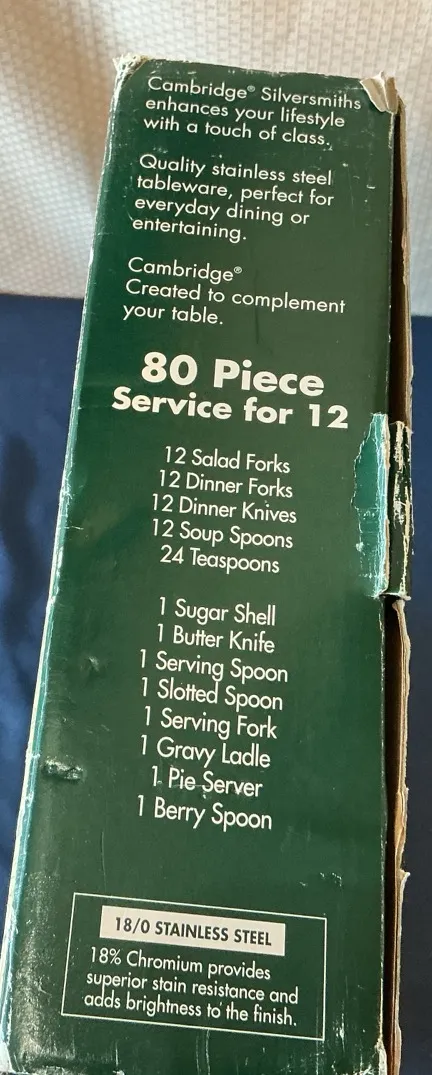 Cambridge® Silversmiths
enhances your lifestyle
with a touch of class.
Quality stainless steel
tableware, perfect for
everyday dining or
entertaining.
Cambridge®
Created to complement
your table.
80 Piece
Service for 12
12 Salad Forks
12 Dinner Forks
12 Dinner Knives
12 Soup Spoons
24 Teaspoons
1 Sugar Shell
1 Butter Knife
1 Serving Spoon
1 Slotted Spoon
1 Serving Fork
1 Gravy Ladle
1 Pie Server
1 Berry Spoon
18/0 STAINLESS STEEL
18% Chromium provides
superior stain resistance and
adds brightness to the finish.